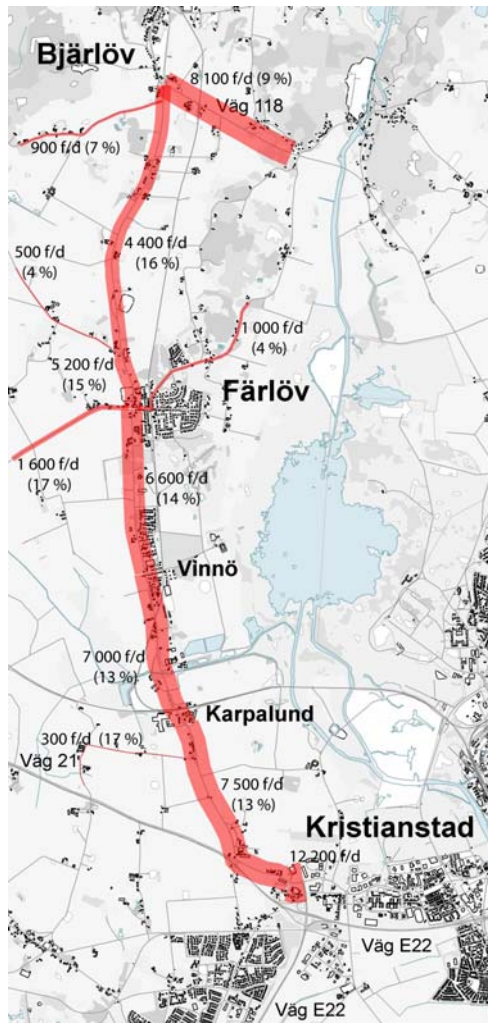 Bjärlöv
8 100 f/d (9 %)
Väg 118
900 f/d (7 %)
4 400 f/d
(16 %)
500 f/d
(4 %)
1 000 f/d
(4 %)
5 200 f/d
(15 %)
Färlöv
1 600 f/d
(17 %)
6 600 f/d
(14 %)
Vinnö
7 000 f/d
(13 %)
Karpalund
300 f/d (17 %)
Väg 21
7 500 f/d
(13 %)
Kristianstad
12 200 f/d
Väg E22
Väg E22